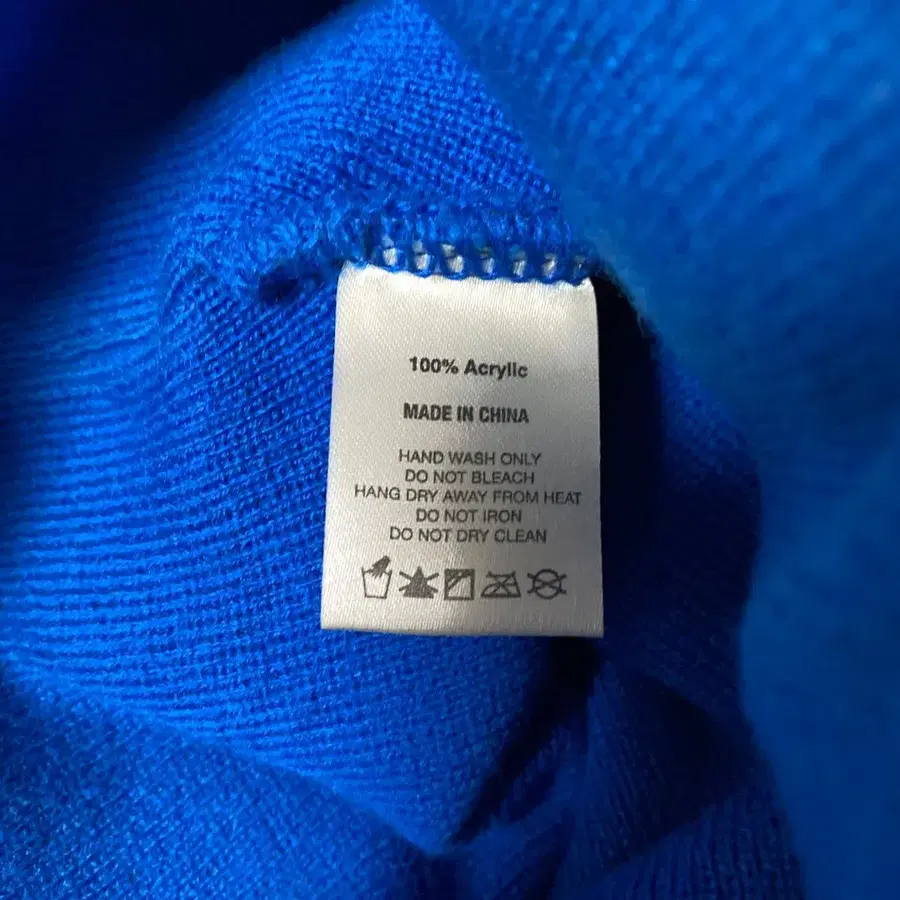 100% Acrylic
MADE IN CHINA
HAND WASH ONLY
DO NOT BLEACH
HANG DRY AWAY FROM HEAT
DO NOT IRON
DO NOT DRY CLEAN